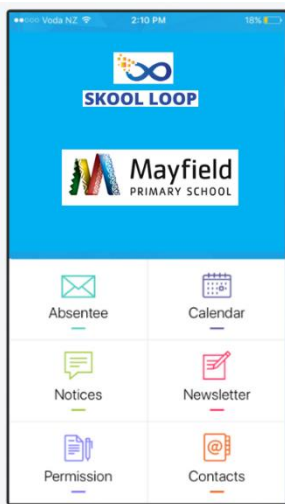 Voda NZ 2:10 PM 18%
SKOOL LOOP
Mayfield
PRIMARY SCHOOL
Absentee Calendar
Notices Newsletter
Permission Contacts